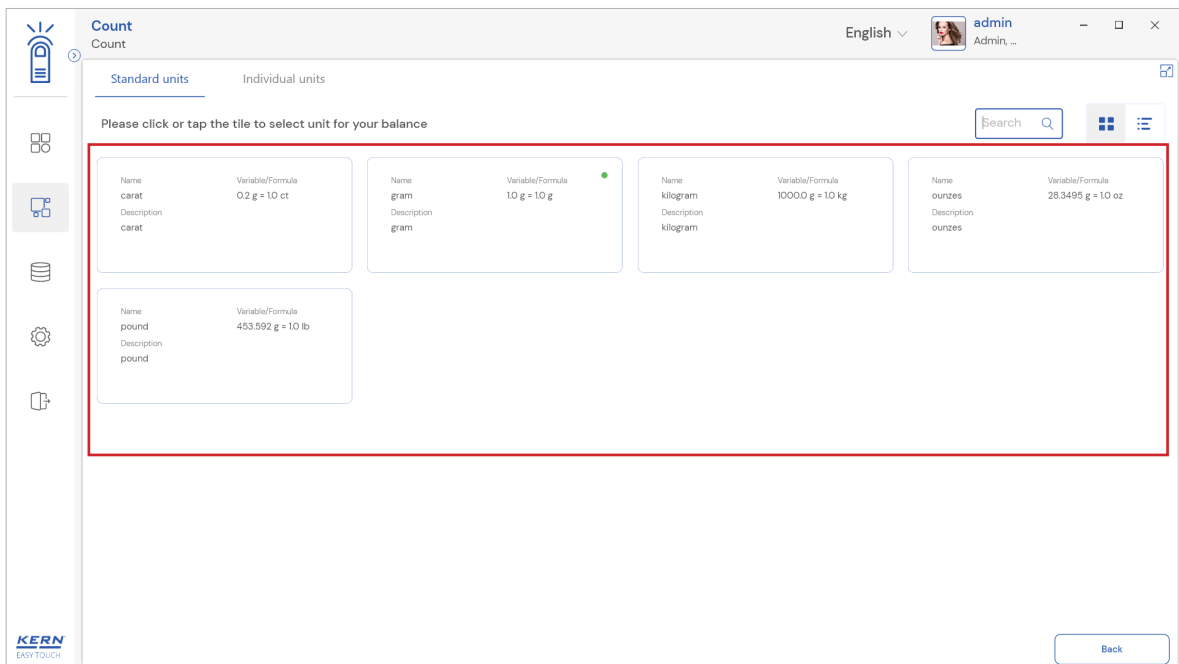 Count
Count
English
admin
Admin, ...
Standard units
Individual units
Please click or tap the tile to select unit for your balance
Search
Name Variable/Formula
carat 0.2 g = 1.0 ct
Description
carat
Name Variable/Formula
gram 1.0 g = 1.0 g
Description
gram
Name Variable/Formula
kilogram 1000.0 g = 1.0 kg
Description
kilogram
Name Variable/Formula
ounzes 28.3495 g = 1.0 oz
Description
ounzes
Name Variable/Formula
pound 453.592 g = 1.0 lb
Description
pound
KERN
EASY TOUCH
Back